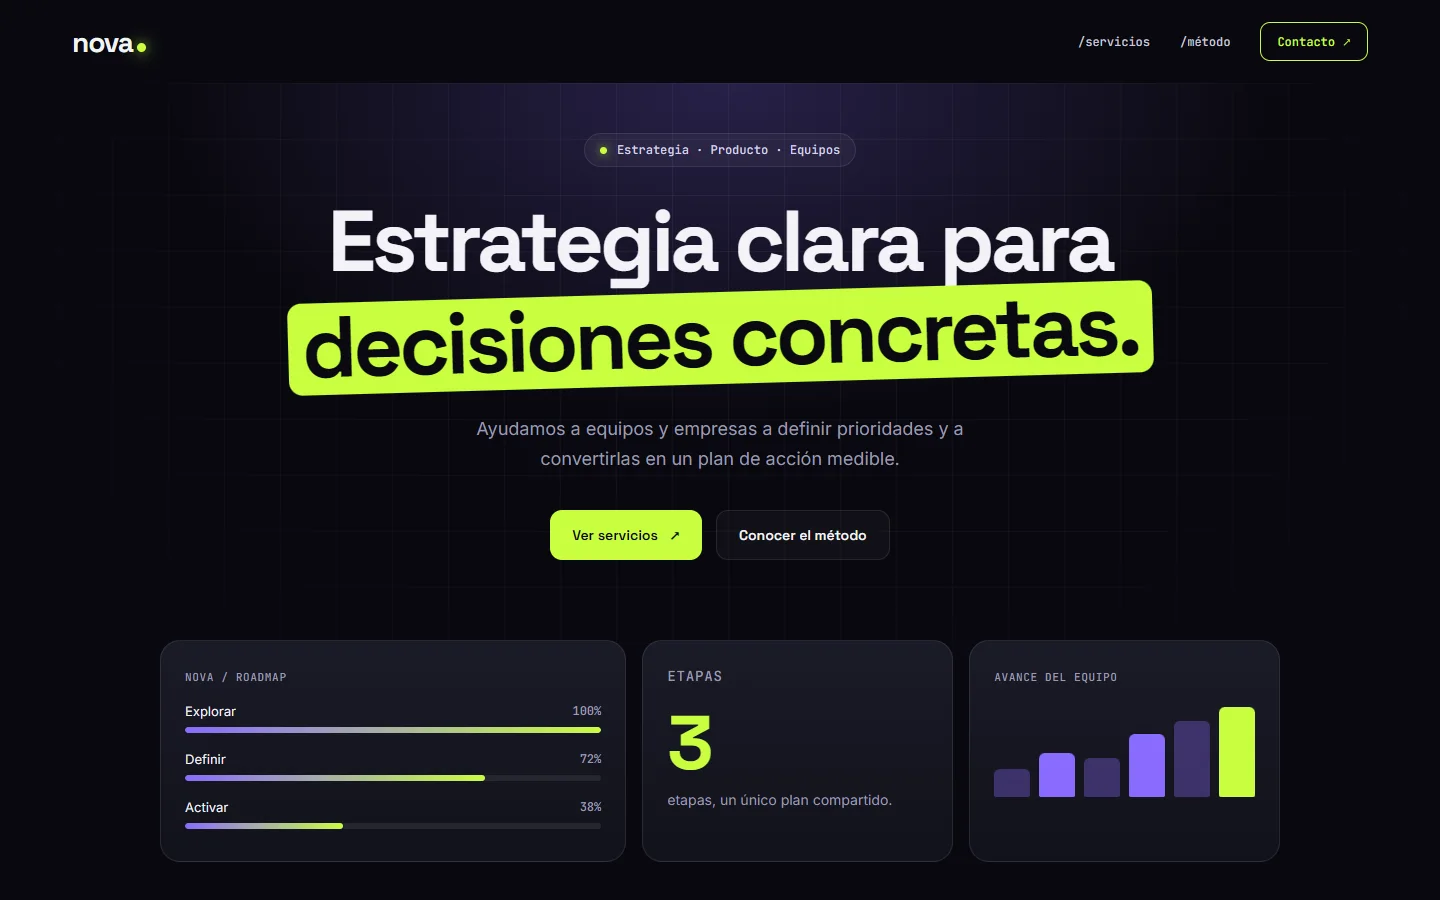 nova.
/servicios
/método
Contacto ↗
Estrategia · Producto · Equipos
Estrategia clara para
decisiones concretas.
Ayudamos a equipos y empresas a definir prioridades y a
convertirlas en un plan de acción medible.
Ver servicios ↗
Conocer el método
NOVA / ROADMAP
Explorar 100%
Definir 72%
Activar 38%
ETAPAS
3
etapas, un único plan compartido.
AVANCE DEL EQUIPO